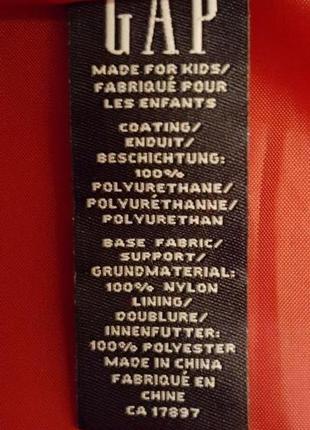 GAP
MADE FOR KIDS/
FABRIQUÉ POUR
LES ENFANTS
COATING/
ENDUIT/
BESCHICHTUNG:
100%
POLYURETHANE/
POLYURÉTHANNE/
POLYURETHAN
BASE FABRIC/
SUPPORT/
GRUNDMATERIAL:
100% NYLON
LINING/
DOUBLURE/
INNENFUTTER:
100% POLYESTER
MADE IN CHINA
FABRIQUÉ EN
CHINE
CA 17897